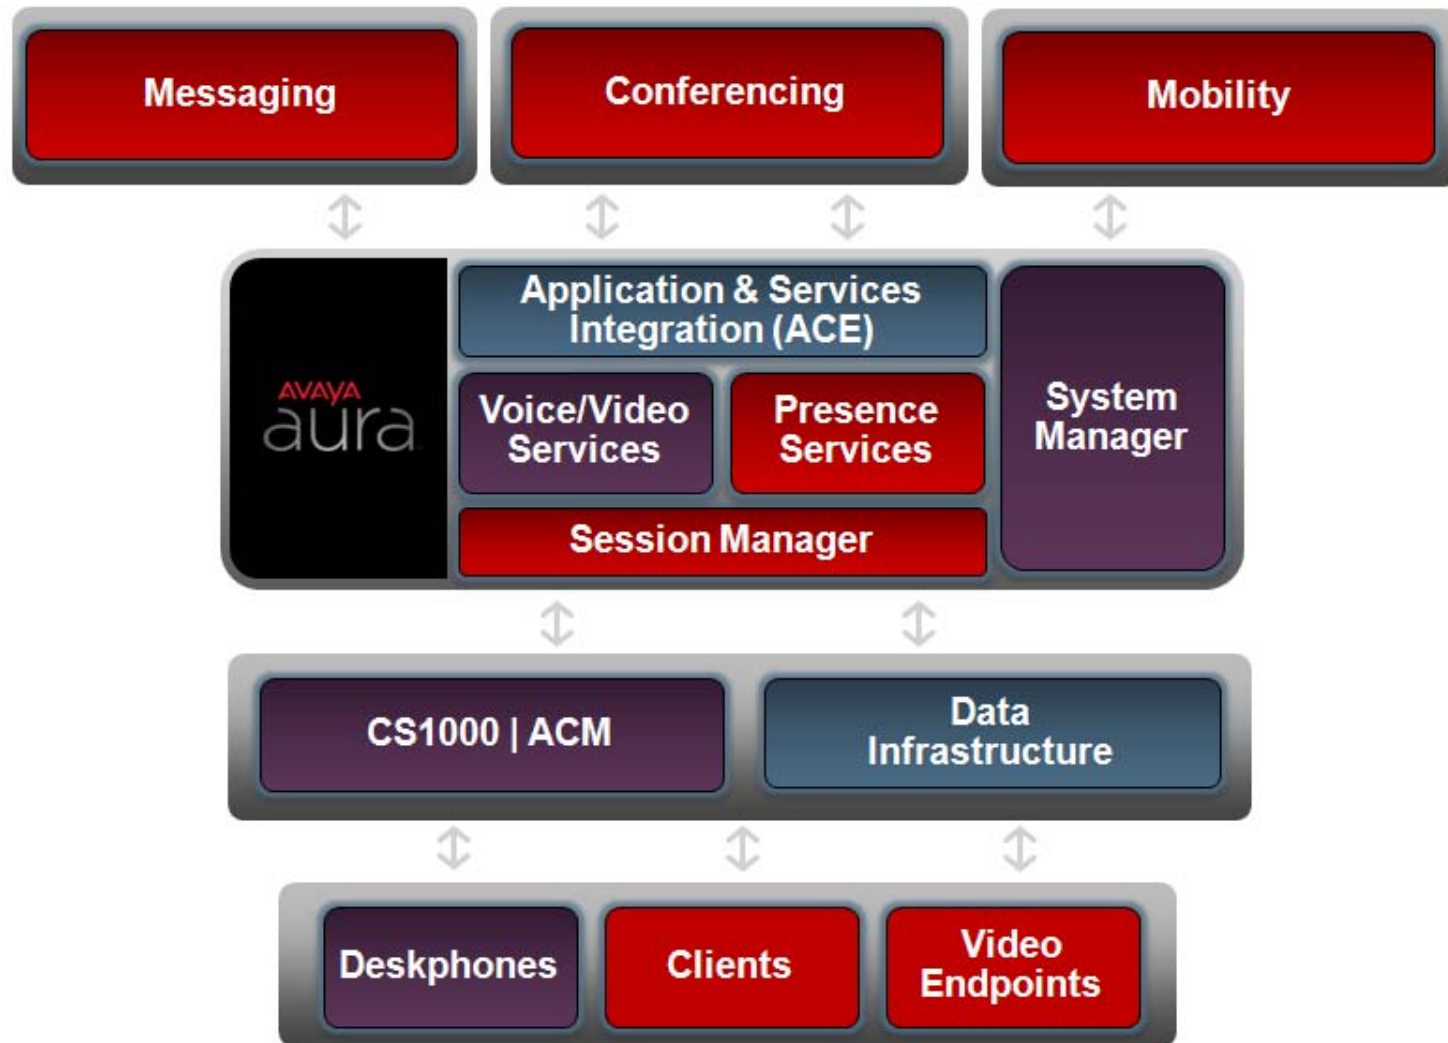 Messaging
Conferencing
Mobility
AVAYA
aura
Application & Services
Integration (ACE)
Voice/Video
Services
Presence
Services
Session Manager
System
Manager
CS1000 | ACM
Data
Infrastructure
Deskphones
Clients
Video
Endpoints